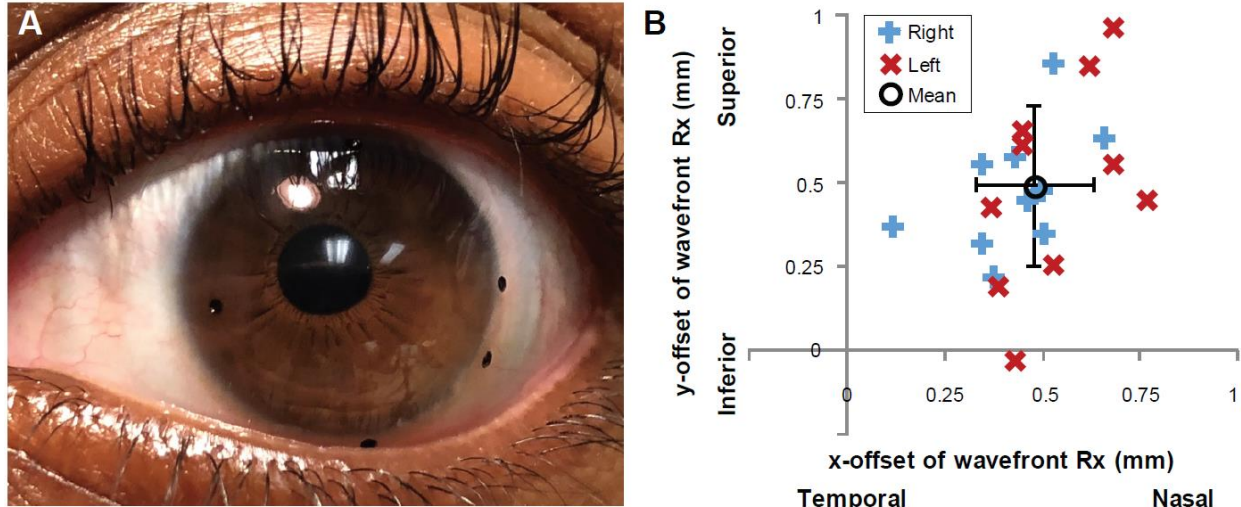 A
B
Right
Left
Mean
y-offset of wavefront Rx (mm)
Superior
Inferior
1
0.75
0.5
0.25
0
0
0.25
0.5
0.75
1
x-offset of wavefront Rx (mm)
Temporal
Nasal